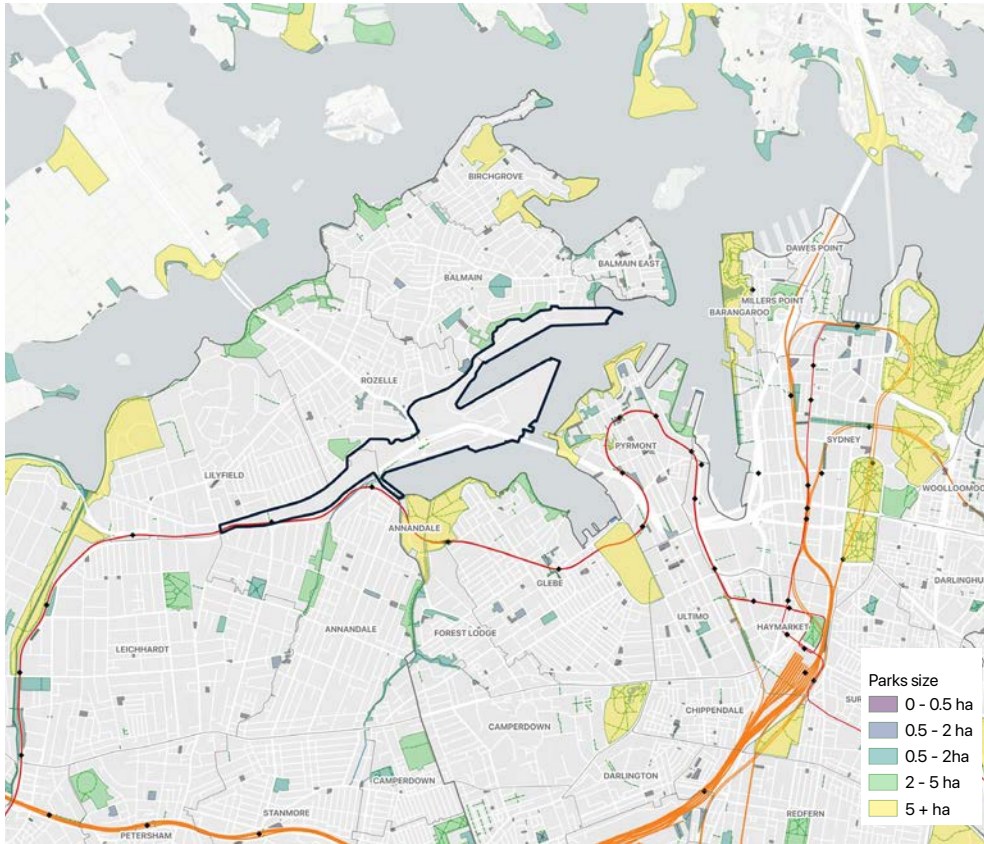 BIRCHGROVE
BALMAIN EAST
DAWES POINT
BALMAIN
MILLERS POINT
BARANGAROO
ROZELLE
PYRMONT
SYDNEY
LILYFIELD
WOOLLOOMOO
ANNANDALE
GLEBE
DARLINGHU
ULTIMO
HAYMARKET
ANNANDALE
FOREST LODGE
LEICHHARDT
Parks size
0 - 0.5 ha
SUR
CHIPPENDALE
0.5 - 2 ha
CAMPERDOWN
0.5 - 2ha
DARLINGTON
CAMPERDOWN
2 - 5 ha
STANMORE
REDFERN
5 + ha
PETERSHAM